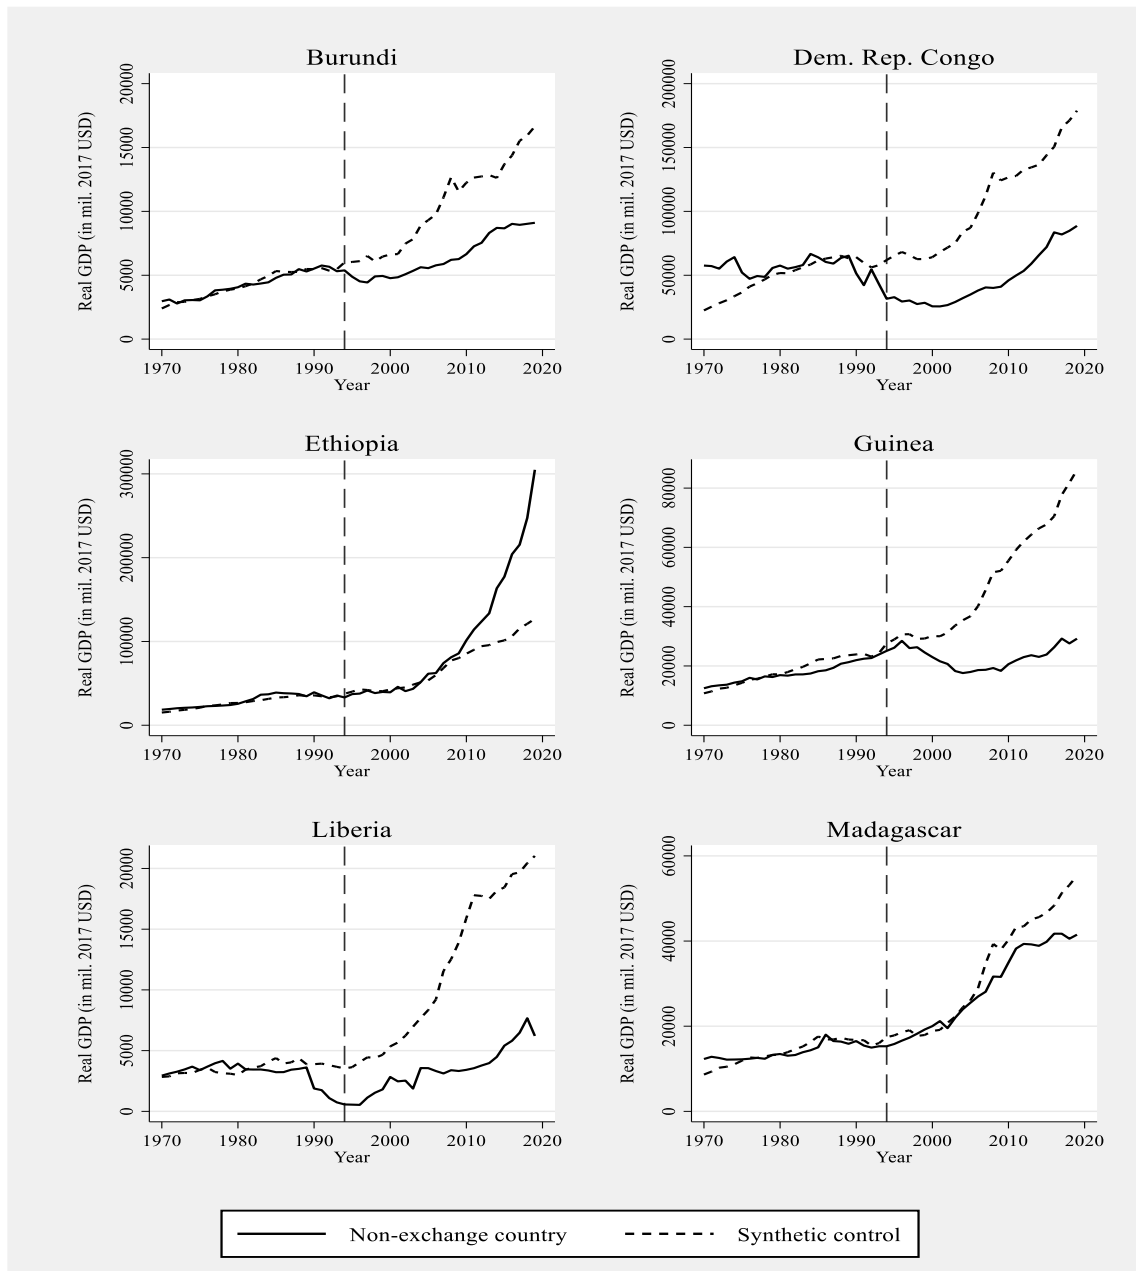 Burundi
Real GDP (in mil. 2017 USD)
20000
15000
10000
5000
0
1970 1980 1990 2000 2010 2020
Year
Dem. Rep. Congo
Real GDP (in mil. 2017 USD)
200000
150000
100000
50000
0
1970 1980 1990 2000 2010 2020
Year
Ethiopia
Real GDP (in mil. 2017 USD)
300000
200000
100000
0
1970 1980 1990 2000 2010 2020
Year
Guinea
Real GDP (in mil. 2017 USD)
80000
60000
40000
20000
0
1970 1980 1990 2000 2010 2020
Year
Liberia
Real GDP (in mil. 2017 USD)
20000
15000
10000
5000
0
1970 1980 1990 2000 2010 2020
Year
Madagascar
Real GDP (in mil. 2017 USD)
60000
40000
20000
0
1970 1980 1990 2000 2010 2020
Year
Non-exchange country Synthetic control